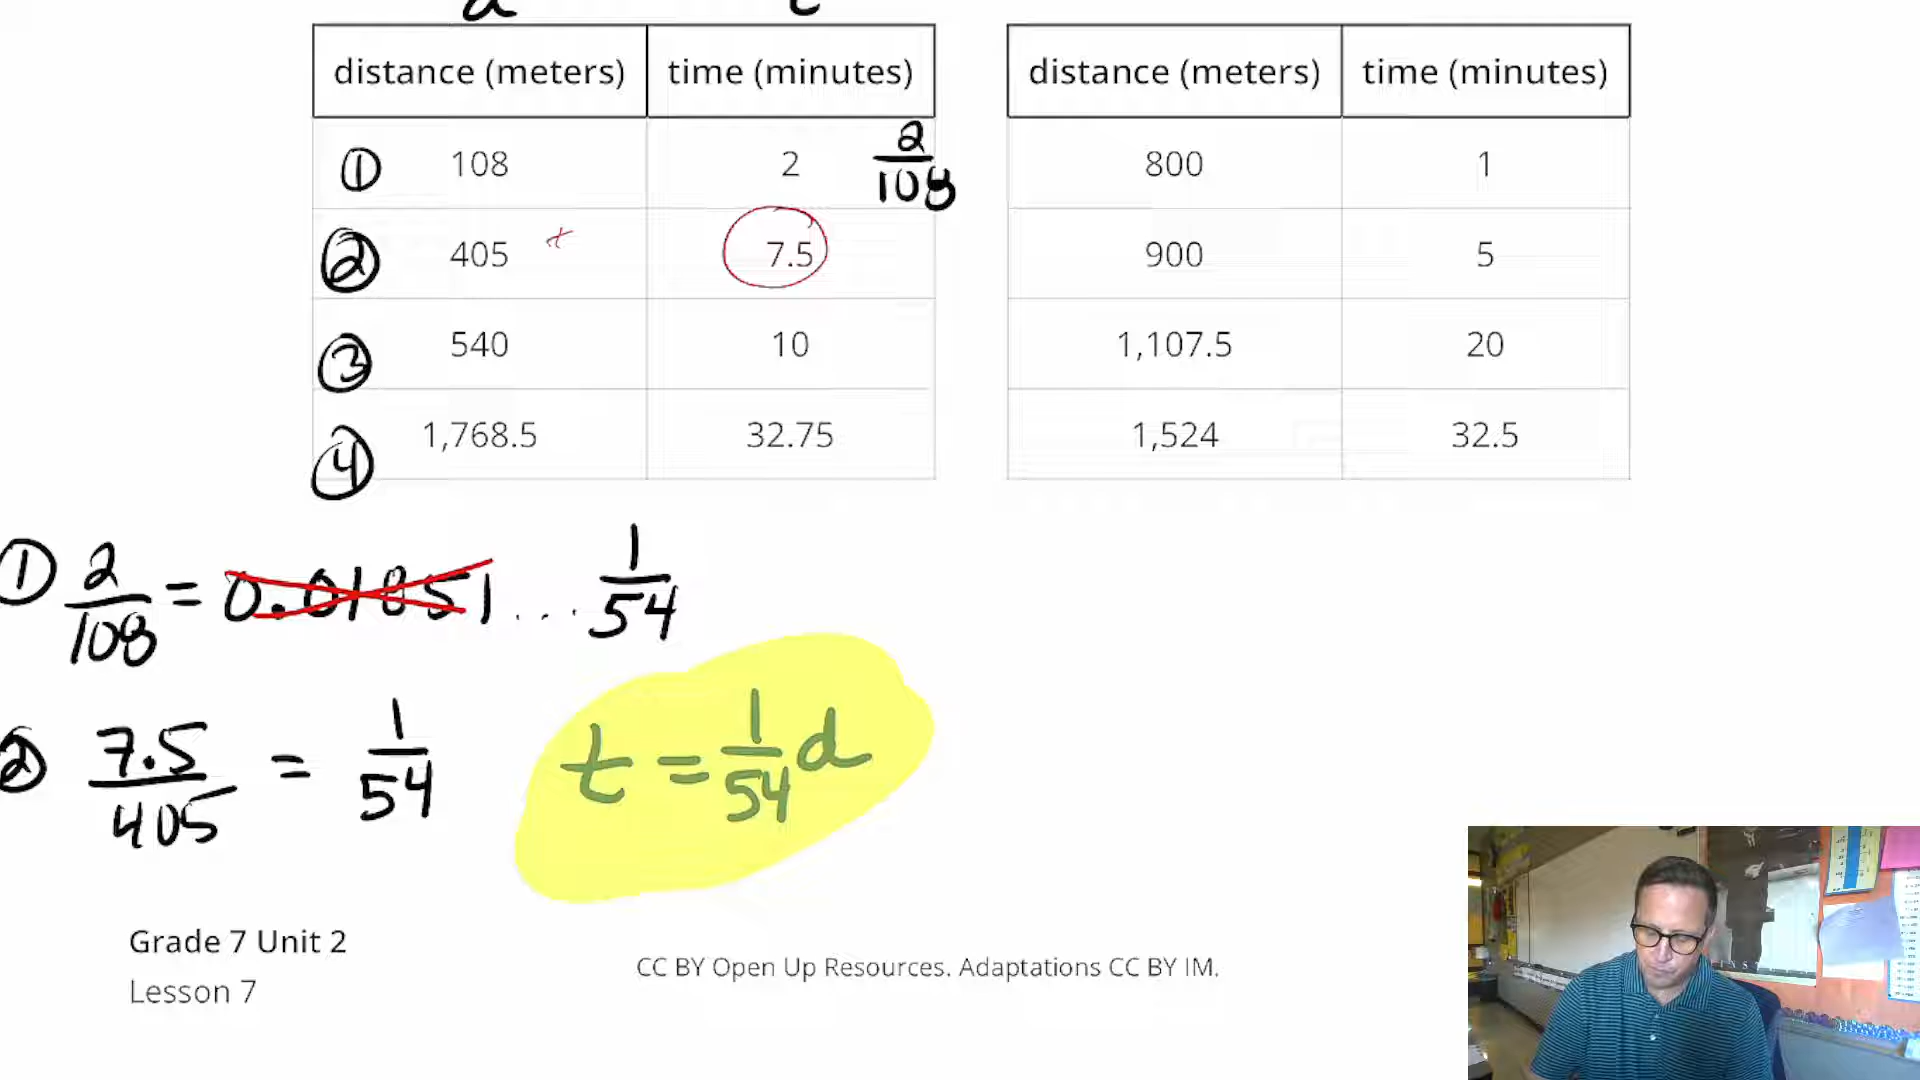 d t
distance (meters) time (minutes)
① 108 2 2/108
② 405 7.5
③ 540 10
④ 1,768.5 32.75
distance (meters) time (minutes)
800 1
900 5
1,107.5 20
1,524 32.5
① 2/108 = 0.01851... 1/54
② 7.5/405 = 1/54
t = 1/54 d
Grade 7 Unit 2
Lesson 7
CC BY Open Up Resources. Adaptations CC BY IM.